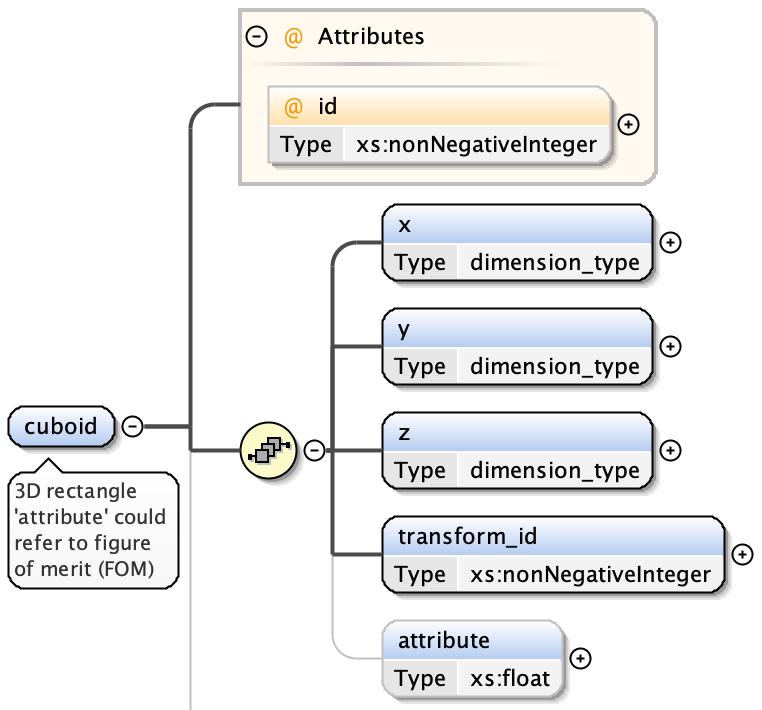 @ Attributes
@ id
Type xs:nonNegativeInteger
x
Type dimension_type
y
Type dimension_type
cuboid
z
Type dimension_type
3D rectangle
'attribute' could
refer to figure
of merit (FOM)
transform_id
Type xs:nonNegativeInteger
attribute
Type xs:float